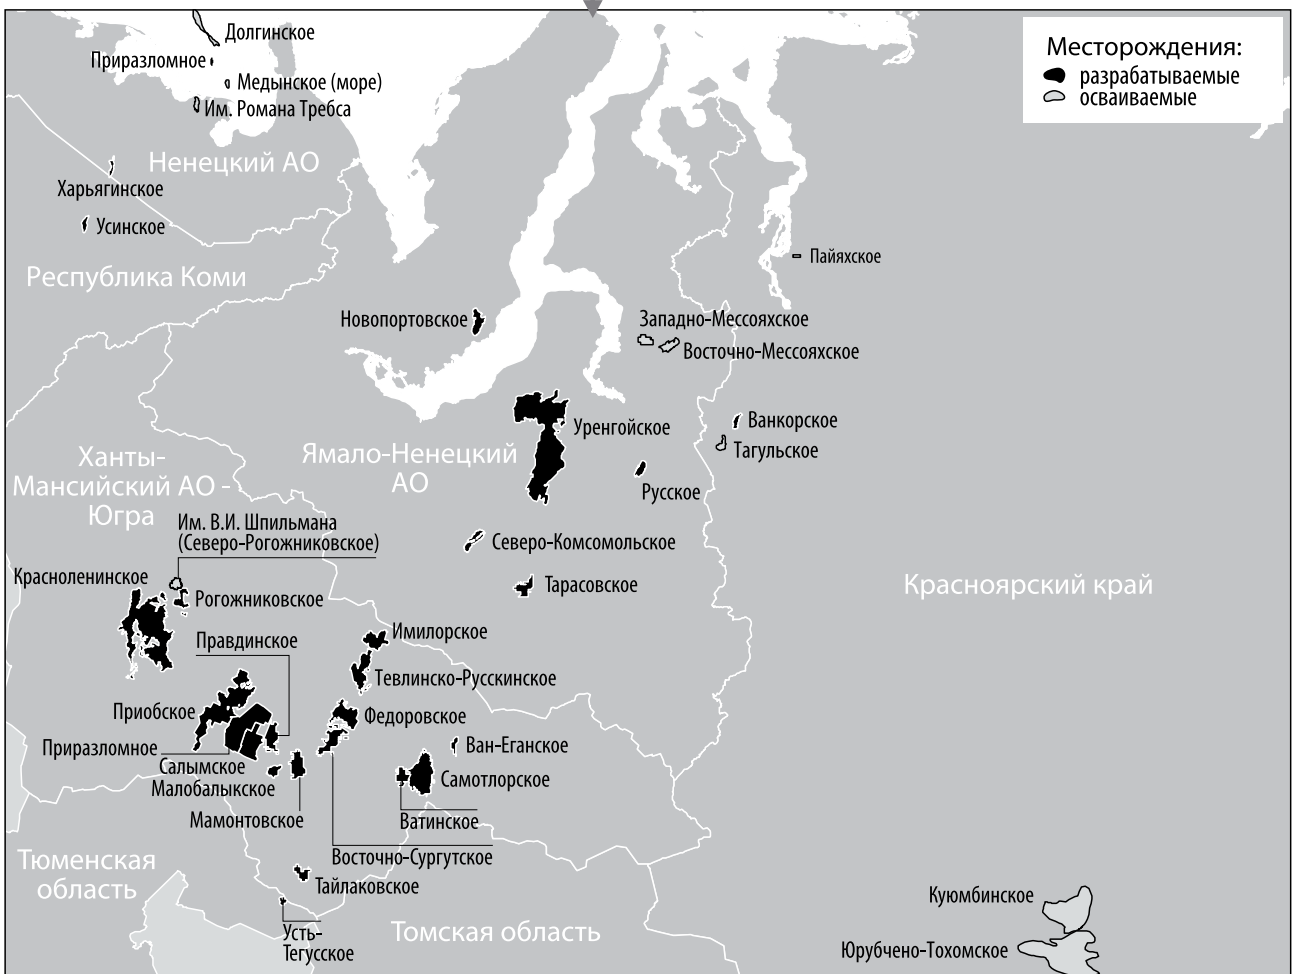 Долгинское
Приразломное
Медынское (море)
Им. Романа Требса
Месторождения:
разрабатываемые
осваиваемые
Ненецкий АО
Харьягинское
Усинское
Республика Коми
Пайяхское
Новопортовское
Западно-Мессояхское
Восточно-Мессояхское
Уренгойское
Ванкорское
Тагульское
Русское
Ямало-Ненецкий
АО
Ханты-
Мансийский АО -
Югра
Им. В.И. Шпильмана
(Северо-Рогожниковское)
Северо-Комсомольское
Тарасовское
Красноярский край
Красноленинское
Рогожниковское
Правдинское
Имилорское
Тевлинско-Русскинское
Приобское
Федоровское
Приразломное
Салымское
Малобалыкское
Ван-Еганское
Самотлорское
Мамонтовское
Ватинское
Восточно-Сургутское
Тюменская
область
Тайлаковское
Усть-
Тегусское
Томская область
Куюмбинское
Юрубчено-Тохомское